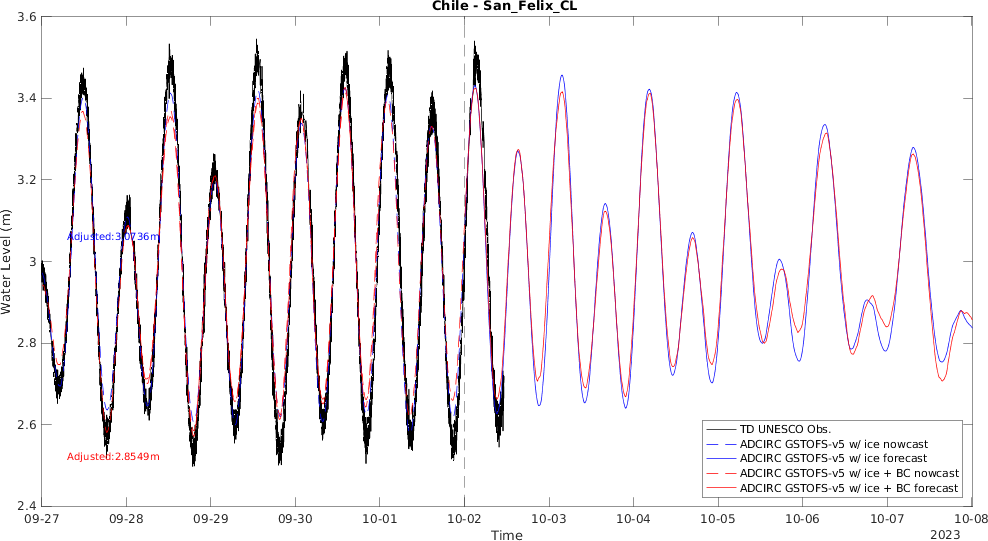 Chile - San_Felix_CL
Water Level (m)
3.6
3.4
3.2
3
2.8
2.6
2.4
Adjusted:3.0736m
Adjusted:2.8549m
TD UNESCO Obs.
ADCIRC GSTOFS-v5 w/ ice nowcast
ADCIRC GSTOFS-v5 w/ ice forecast
ADCIRC GSTOFS-v5 w/ ice + BC nowcast
ADCIRC GSTOFS-v5 w/ ice + BC forecast
09-27 09-28 09-29 09-30 10-01 10-02 10-03 10-04 10-05 10-06 10-07 10-08
Time
2023